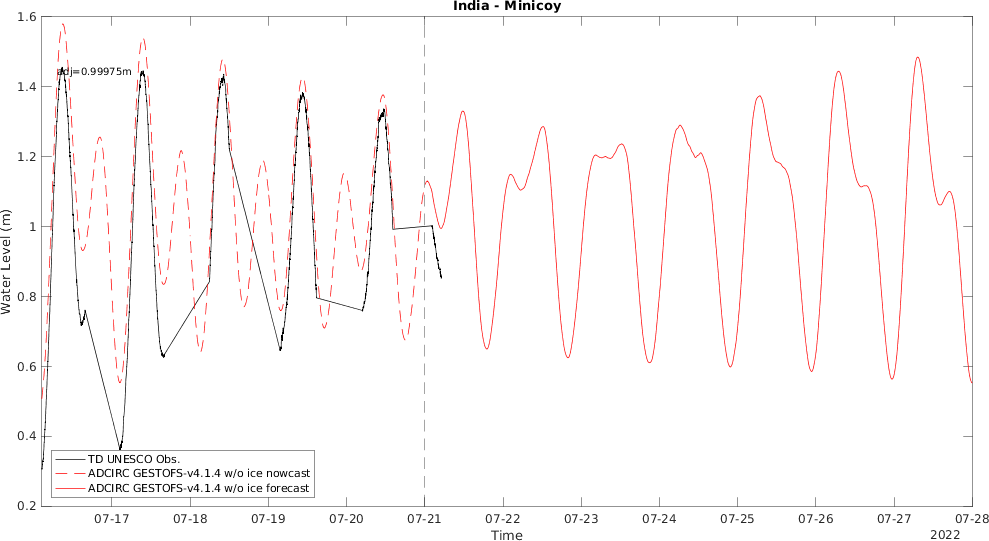 India - Minicoy
1.6
1.4
1.2
1
0.8
0.6
0.4
0.2
Water Level (m)
adj=0.99975m
TD UNESCO Obs.
ADCIRC GESTOFS-v4.1.4 w/o ice nowcast
ADCIRC GESTOFS-v4.1.4 w/o ice forecast
07-17 07-18 07-19 07-20 07-21 07-22 07-23 07-24 07-25 07-26 07-27 07-28
Time
2022